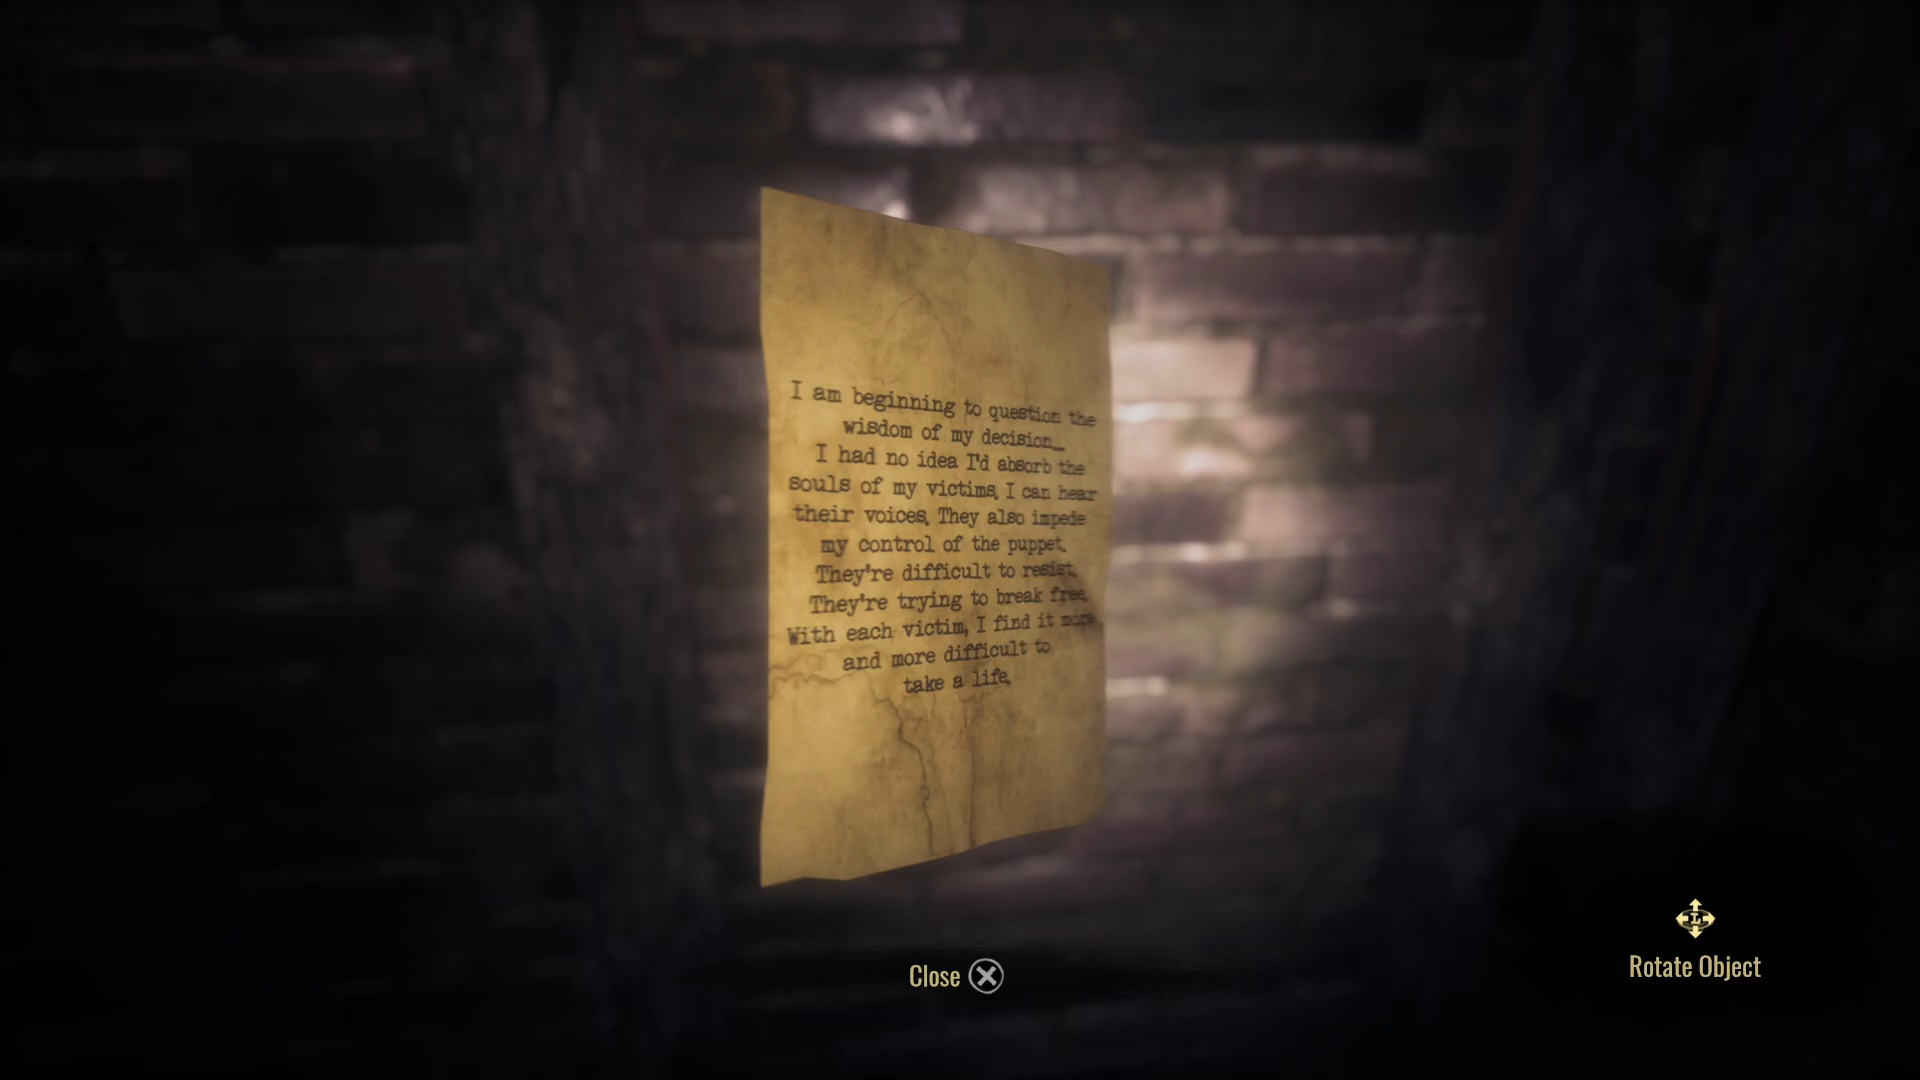 I am beginning to question the
wisdom of my decision...
I had no idea I'd absorb the
souls of my victims. I can hear
their voices. They also impede
my control of the puppet.
They're difficult to resist.
They're trying to break free.
With each victim, I find it more
and more difficult to
take a life.
Close
L
Rotate Object